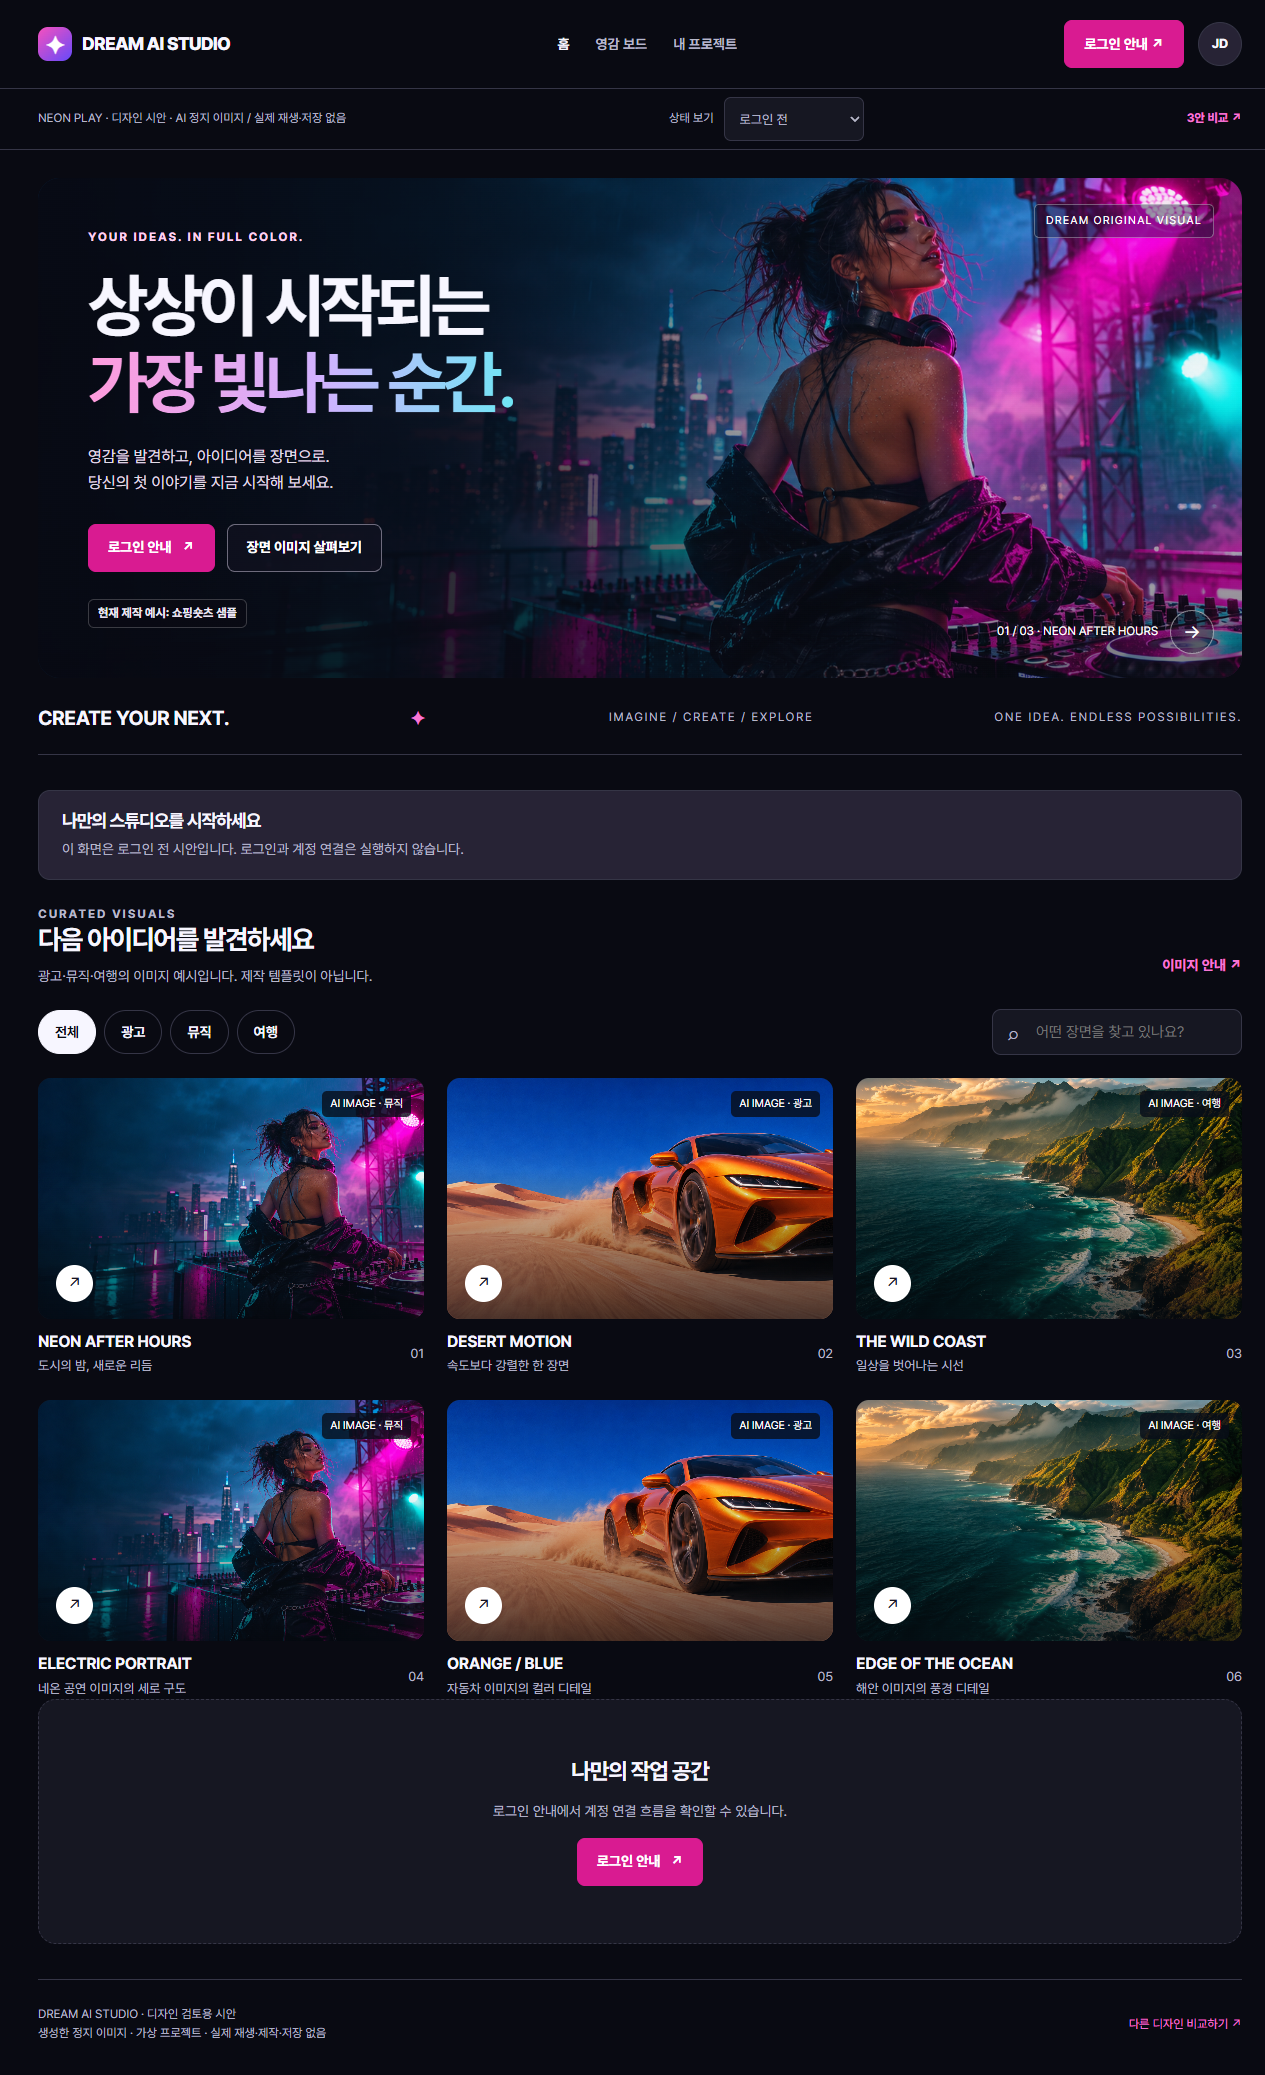 DREAM AI STUDIO
홈
영감 보드
내 프로젝트
로그인 안내 ↗
JD
NEON PLAY · 디자인 시안 · AI 정지 이미지 / 실제 재생·저장 없음
상태 보기
로그인 전
3안 비교 ↗
YOUR IDEAS. IN FULL COLOR.
DREAM ORIGINAL VISUAL
상상이 시작되는
가장 빛나는 순간.
영감을 발견하고, 아이디어를 장면으로.
당신의 첫 이야기를 지금 시작해 보세요.
로그인 안내 ↗
장면 이미지 살펴보기
현재 제작 예시: 쇼핑숏츠 샘플
01 / 03 · NEON AFTER HOURS
→
CREATE YOUR NEXT.
✦
IMAGINE / CREATE / EXPLORE
ONE IDEA. ENDLESS POSSIBILITIES.
나만의 스튜디오를 시작하세요
이 화면은 로그인 전 시안입니다. 로그인과 계정 연결은 실행하지 않습니다.
CURATED VISUALS
다음 아이디어를 발견하세요
광고·뮤직·여행의 이미지 예시입니다. 제작 템플릿이 아닙니다.
이미지 안내 ↗
전체
광고
뮤직
여행
어떤 장면을 찾고 있나요?
AI IMAGE · 뮤직
AI IMAGE · 광고
AI IMAGE · 여행
NEON AFTER HOURS
도시의 밤, 새로운 리듬
01
DESERT MOTION
속도보다 강렬한 한 장면
02
THE WILD COAST
일상을 벗어나는 시선
03
AI IMAGE · 뮤직
AI IMAGE · 광고
AI IMAGE · 여행
ELECTRIC PORTRAIT
네온 공연 이미지의 세로 구도
04
ORANGE / BLUE
자동차 이미지의 컬러 디테일
05
EDGE OF THE OCEAN
해안 이미지의 풍경 디테일
06
나만의 작업 공간
로그인 안내에서 계정 연결 흐름을 확인할 수 있습니다.
로그인 안내 ↗
DREAM AI STUDIO · 디자인 검토용 시안
생성한 정지 이미지 · 가상 프로젝트 · 실제 재생·제작·저장 없음
다른 디자인 비교하기 ↗